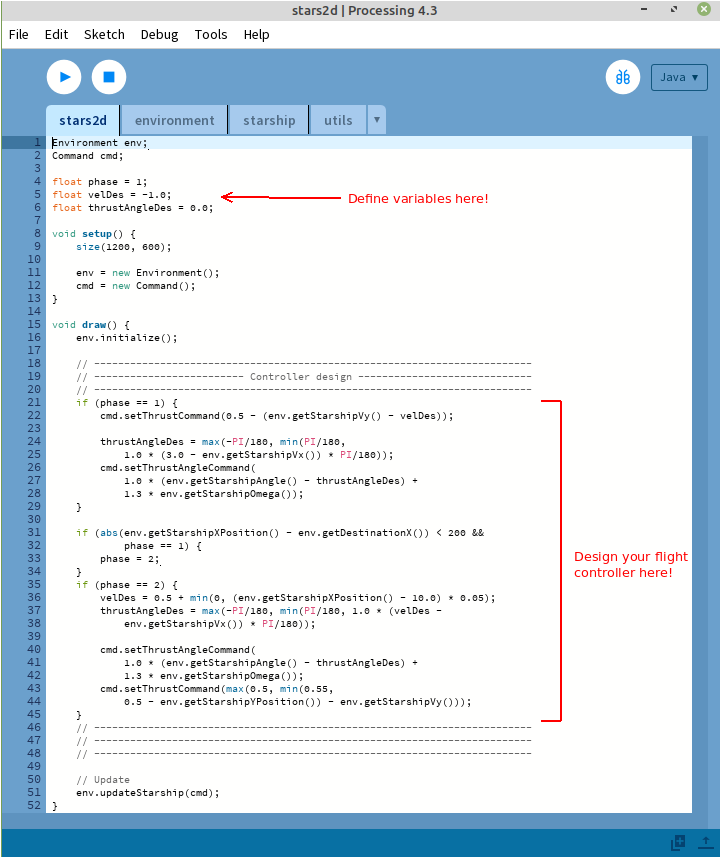 stars2d | Processing 4.3
File Edit Sketch Debug Tools Help
Java ▾
stars2d environment starship utils ▾
1 Environment env;
2 Command cmd;
3
4 float phase = 1;
5 float velDes = -1.0;
6 float thrustAngleDes = 0.0;
Define variables here!
7
8 void setup() {
9 size(1200, 600);
10
11 env = new Environment();
12 cmd = new Command();
13 }
14
15 void draw() {
16 env.initialize();
17
18 // -------------------------------------------------------------------------
19 // ------------------------- Controller design -----------------------------
20 // -------------------------------------------------------------------------
21 if (phase == 1) {
22 cmd.setThrustCommand(0.5 - (env.getStarshipVy() - velDes));
23
24 thrustAngleDes = max(-PI/180, min(PI/180,
25 1.0 * (3.0 - env.getStarshipVx()) * PI/180));
26 cmd.setThrustAngleCommand(
27 1.0 * (env.getStarshipAngle() - thrustAngleDes) +
28 1.3 * env.getStarshipOmega());
29 }
30
31 if (abs(env.getStarshipXPosition() - env.getDestinationX()) < 200 &&
32 phase == 1) {
33 phase = 2;
34 }
35 if (phase == 2) {
36 velDes = 0.5 + min(0, (env.getStarshipXPosition() - 10.0) * 0.05);
37 thrustAngleDes = max(-PI/180, min(PI/180, 1.0 * (velDes -
38 env.getStarshipVx()) * PI/180));
39
40 cmd.setThrustAngleCommand(
41 1.0 * (env.getStarshipAngle() - thrustAngleDes) +
42 1.3 * env.getStarshipOmega());
43 cmd.setThrustCommand(max(0.5, min(0.55,
44 0.5 - env.getStarshipYPosition()) - env.getStarshipVy()));
45 }
Design your flight
controller here!
46 // -------------------------------------------------------------------------
47 // -------------------------------------------------------------------------
48 // -------------------------------------------------------------------------
49
50 // Update
51 env.updateStarship(cmd);
52 }